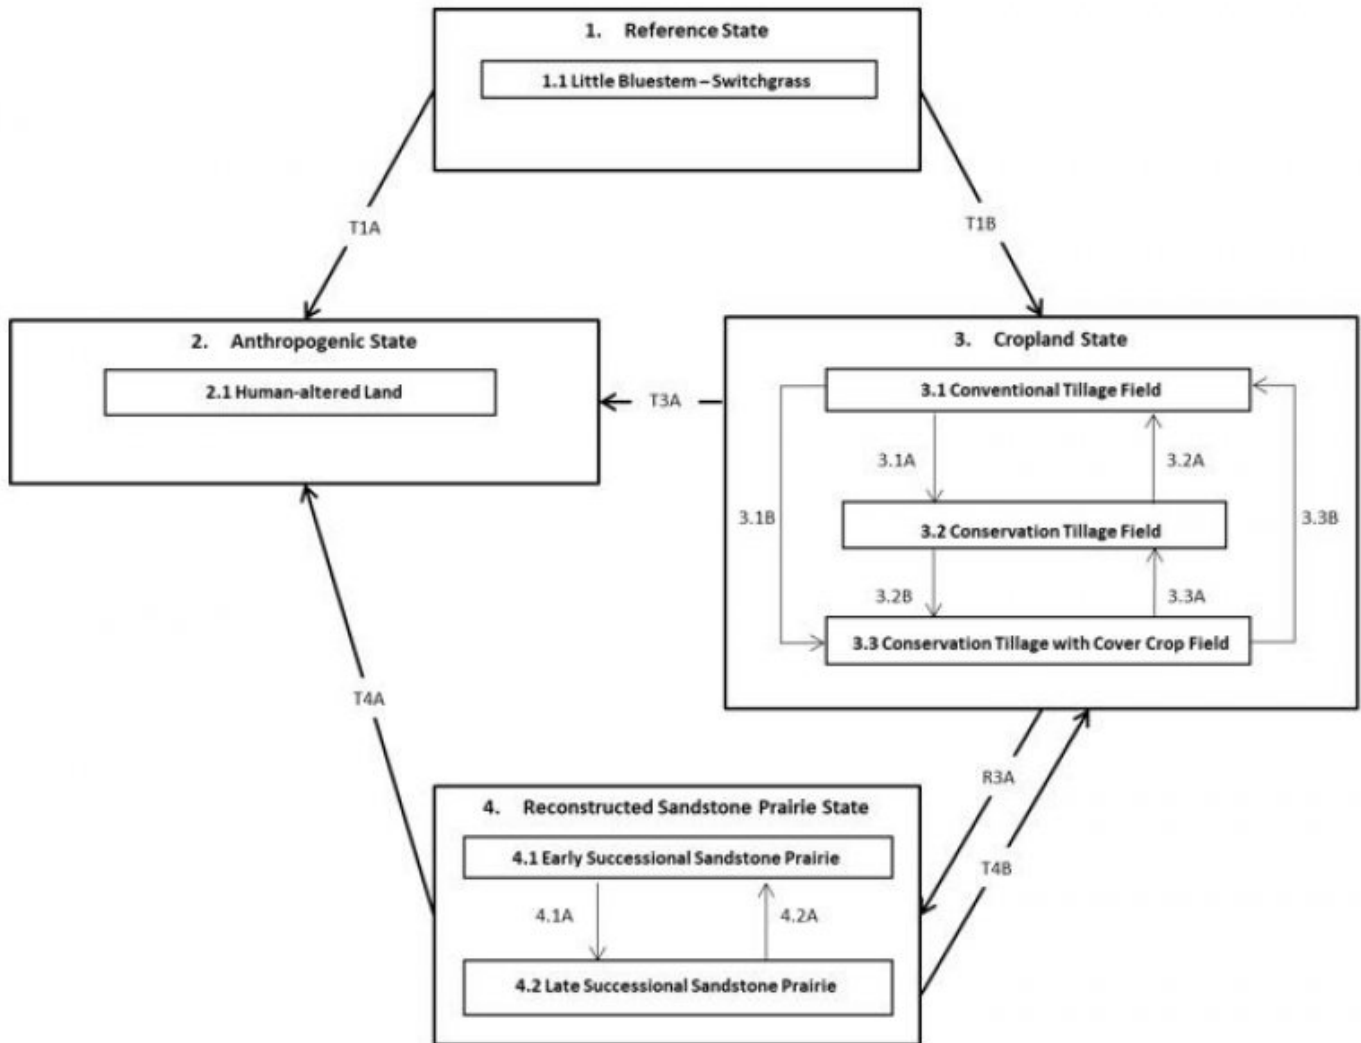 1. Reference State
1.1 Little Bluestem – Switchgrass
T1A
T1B
2. Anthropogenic State
2.1 Human-altered Land
T3A
3. Cropland State
3.1 Conventional Tillage Field
3.1A
3.2A
3.1B
3.3B
3.2 Conservation Tillage Field
3.2B
3.3A
3.3 Conservation Tillage with Cover Crop Field
T4A
R3A
T4B
4. Reconstructed Sandstone Prairie State
4.1 Early Successional Sandstone Prairie
4.1A
4.2A
4.2 Late Successional Sandstone Prairie